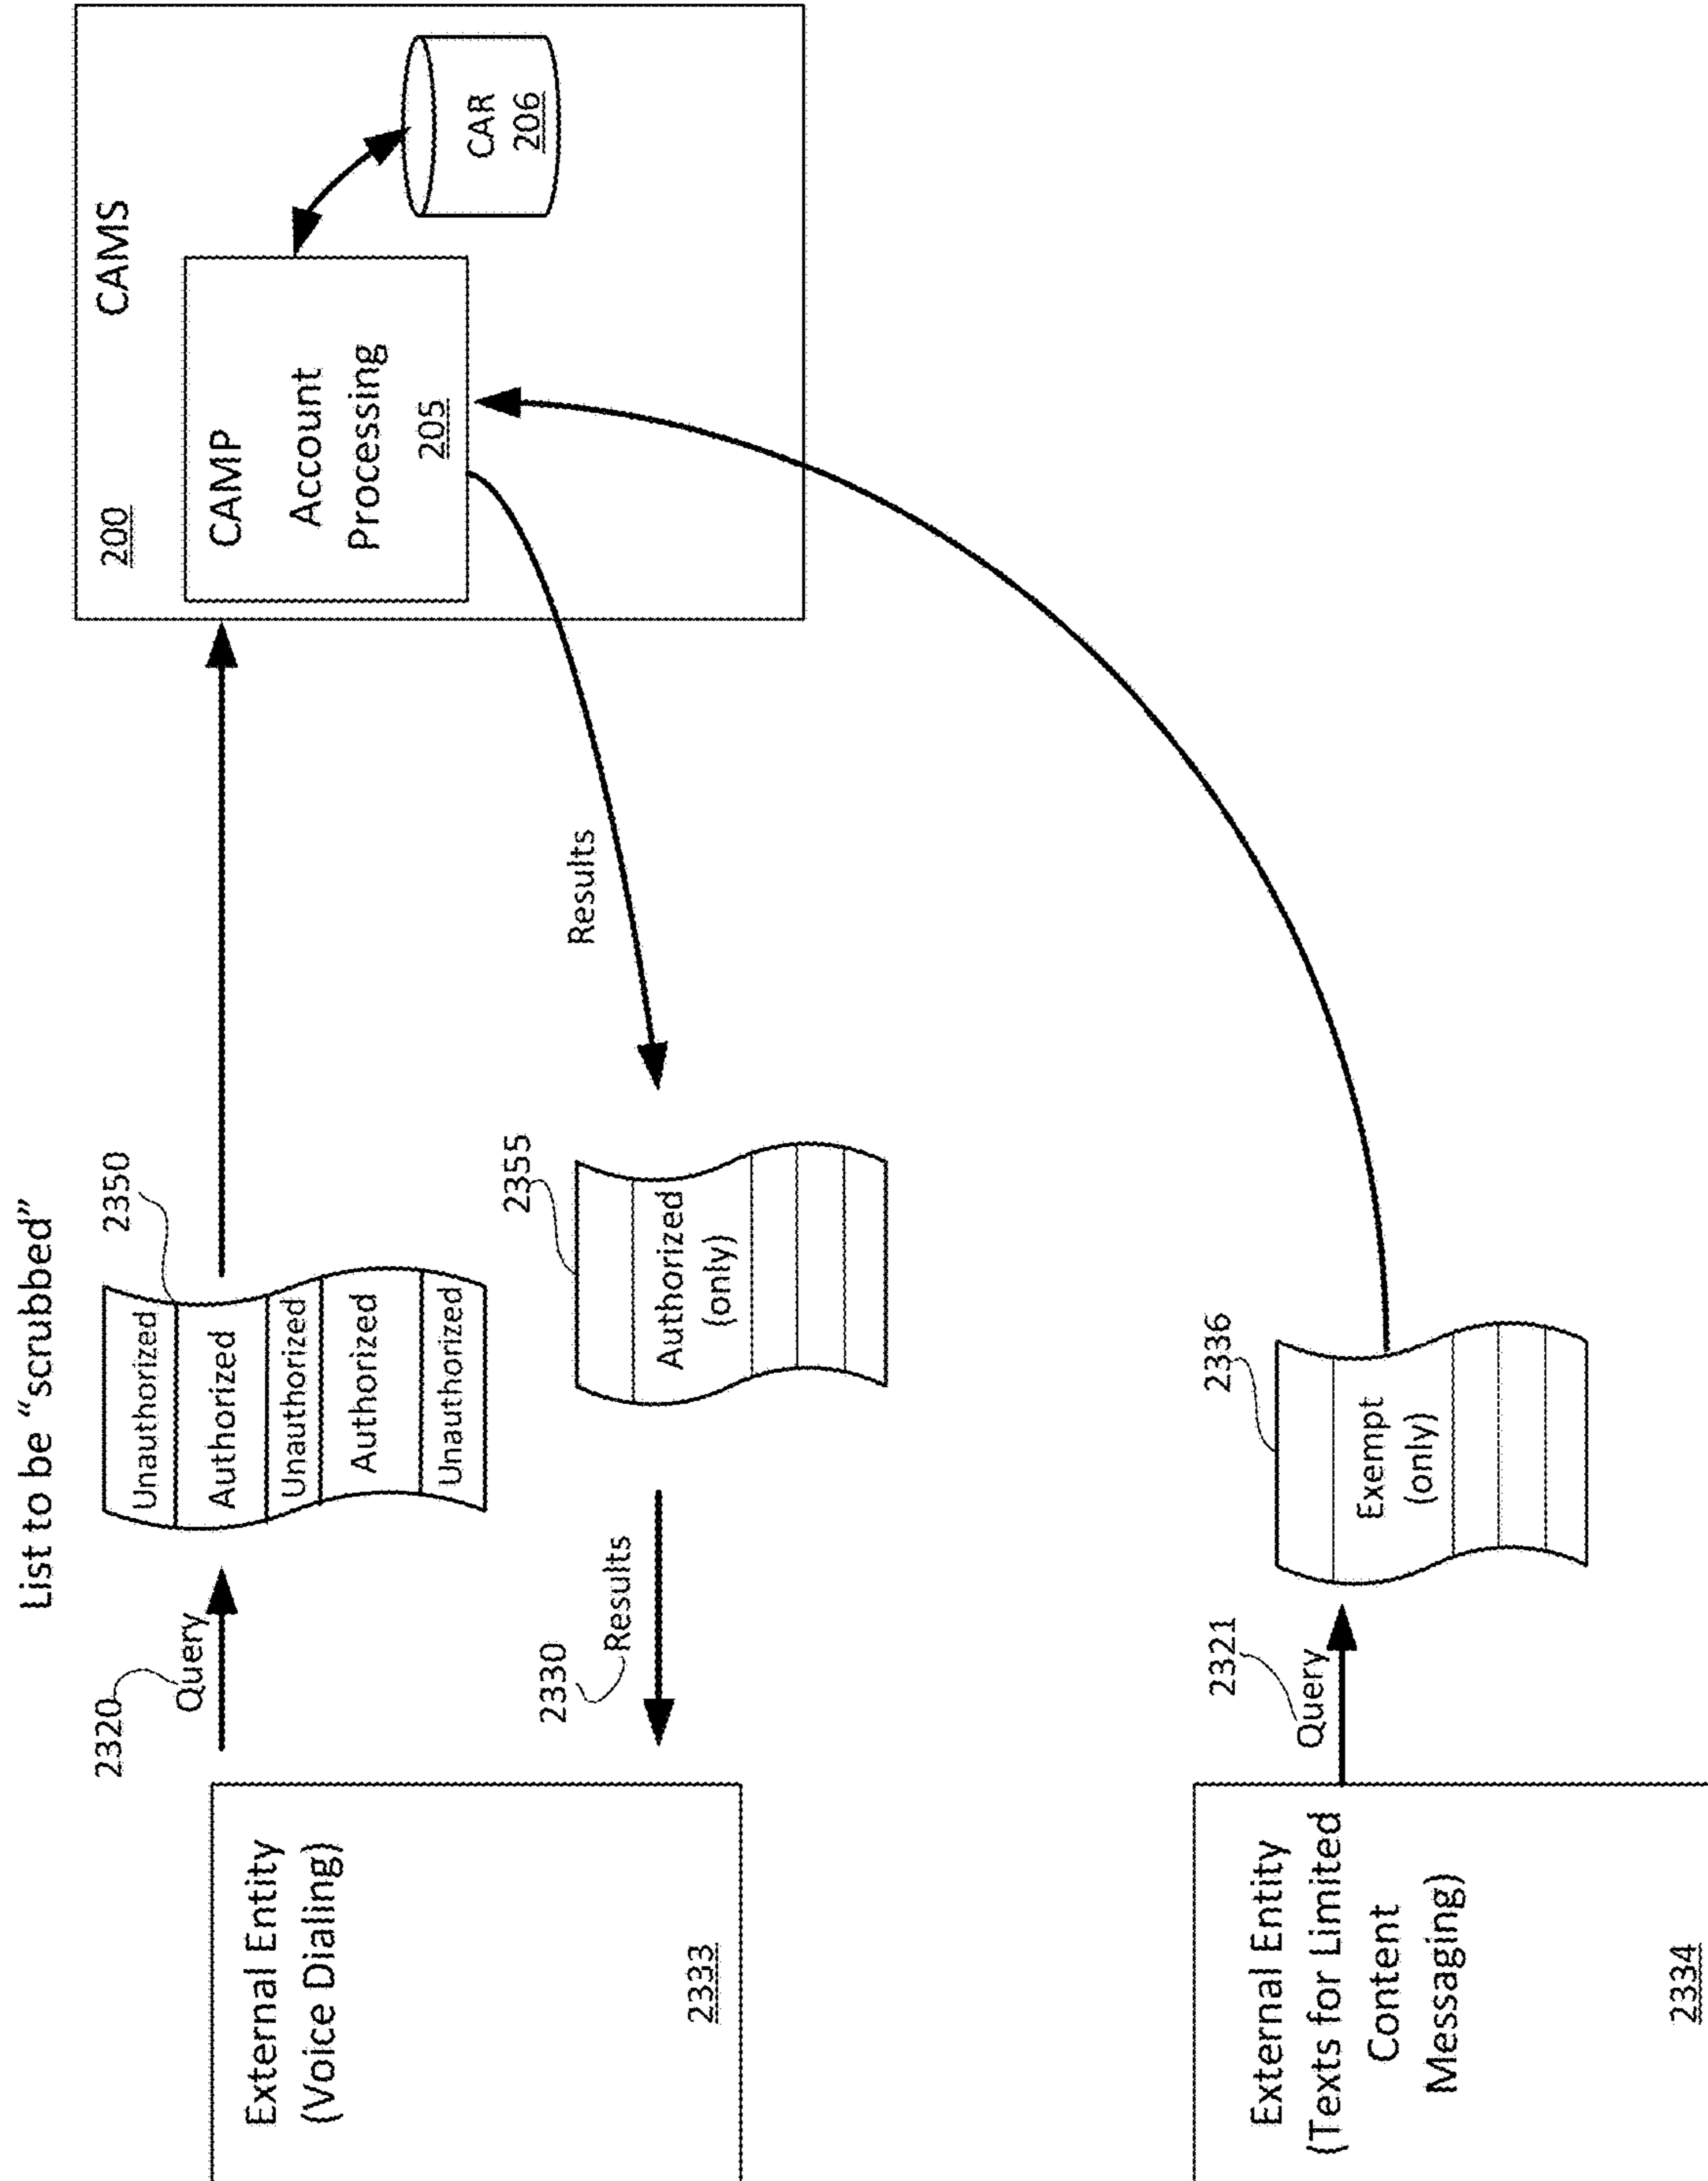 List to be “scrubbed”
2320
Query
2350
Unauthorized
Authorized
Unauthorized
Authorized
Unauthorized
External Entity
(Voice Dialing)
2333
2330
Results
2355
Authorized
(only)
Results
200
CAMS
CAMP
Account
Processing
205
CAR
206
External Entity
(Texts for Limited
Content
Messaging)
2334
2321
Query
2336
Exempt
(only)